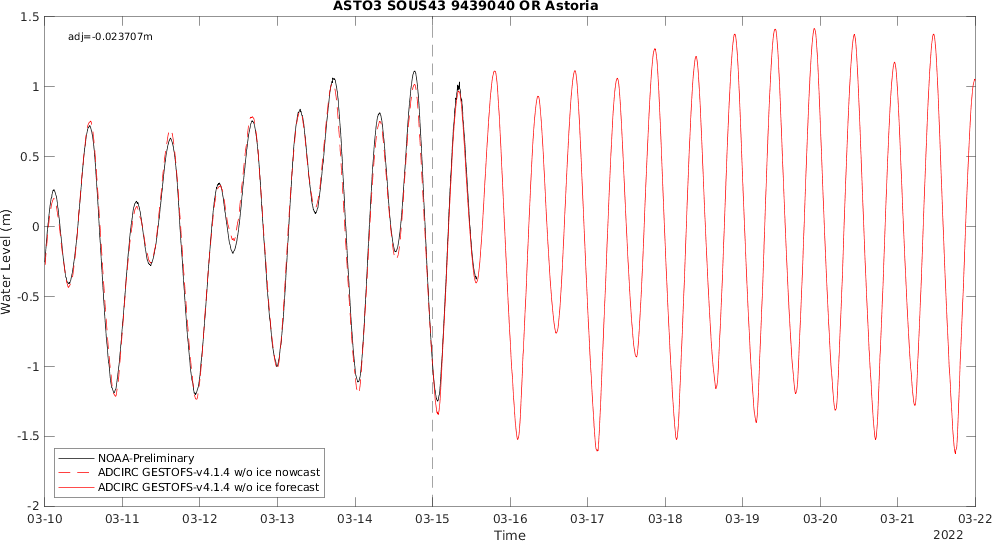 ASTO3 SOUS43 9439040 OR Astoria
adj=-0.023707m
1.5
1
0.5
0
-0.5
-1
-1.5
-2
Water Level (m)
NOAA-Preliminary
ADCIRC GESTOFS-v4.1.4 w/o ice nowcast
ADCIRC GESTOFS-v4.1.4 w/o ice forecast
03-10 03-11 03-12 03-13 03-14 03-15 03-16 03-17 03-18 03-19 03-20 03-21 03-22
Time
2022